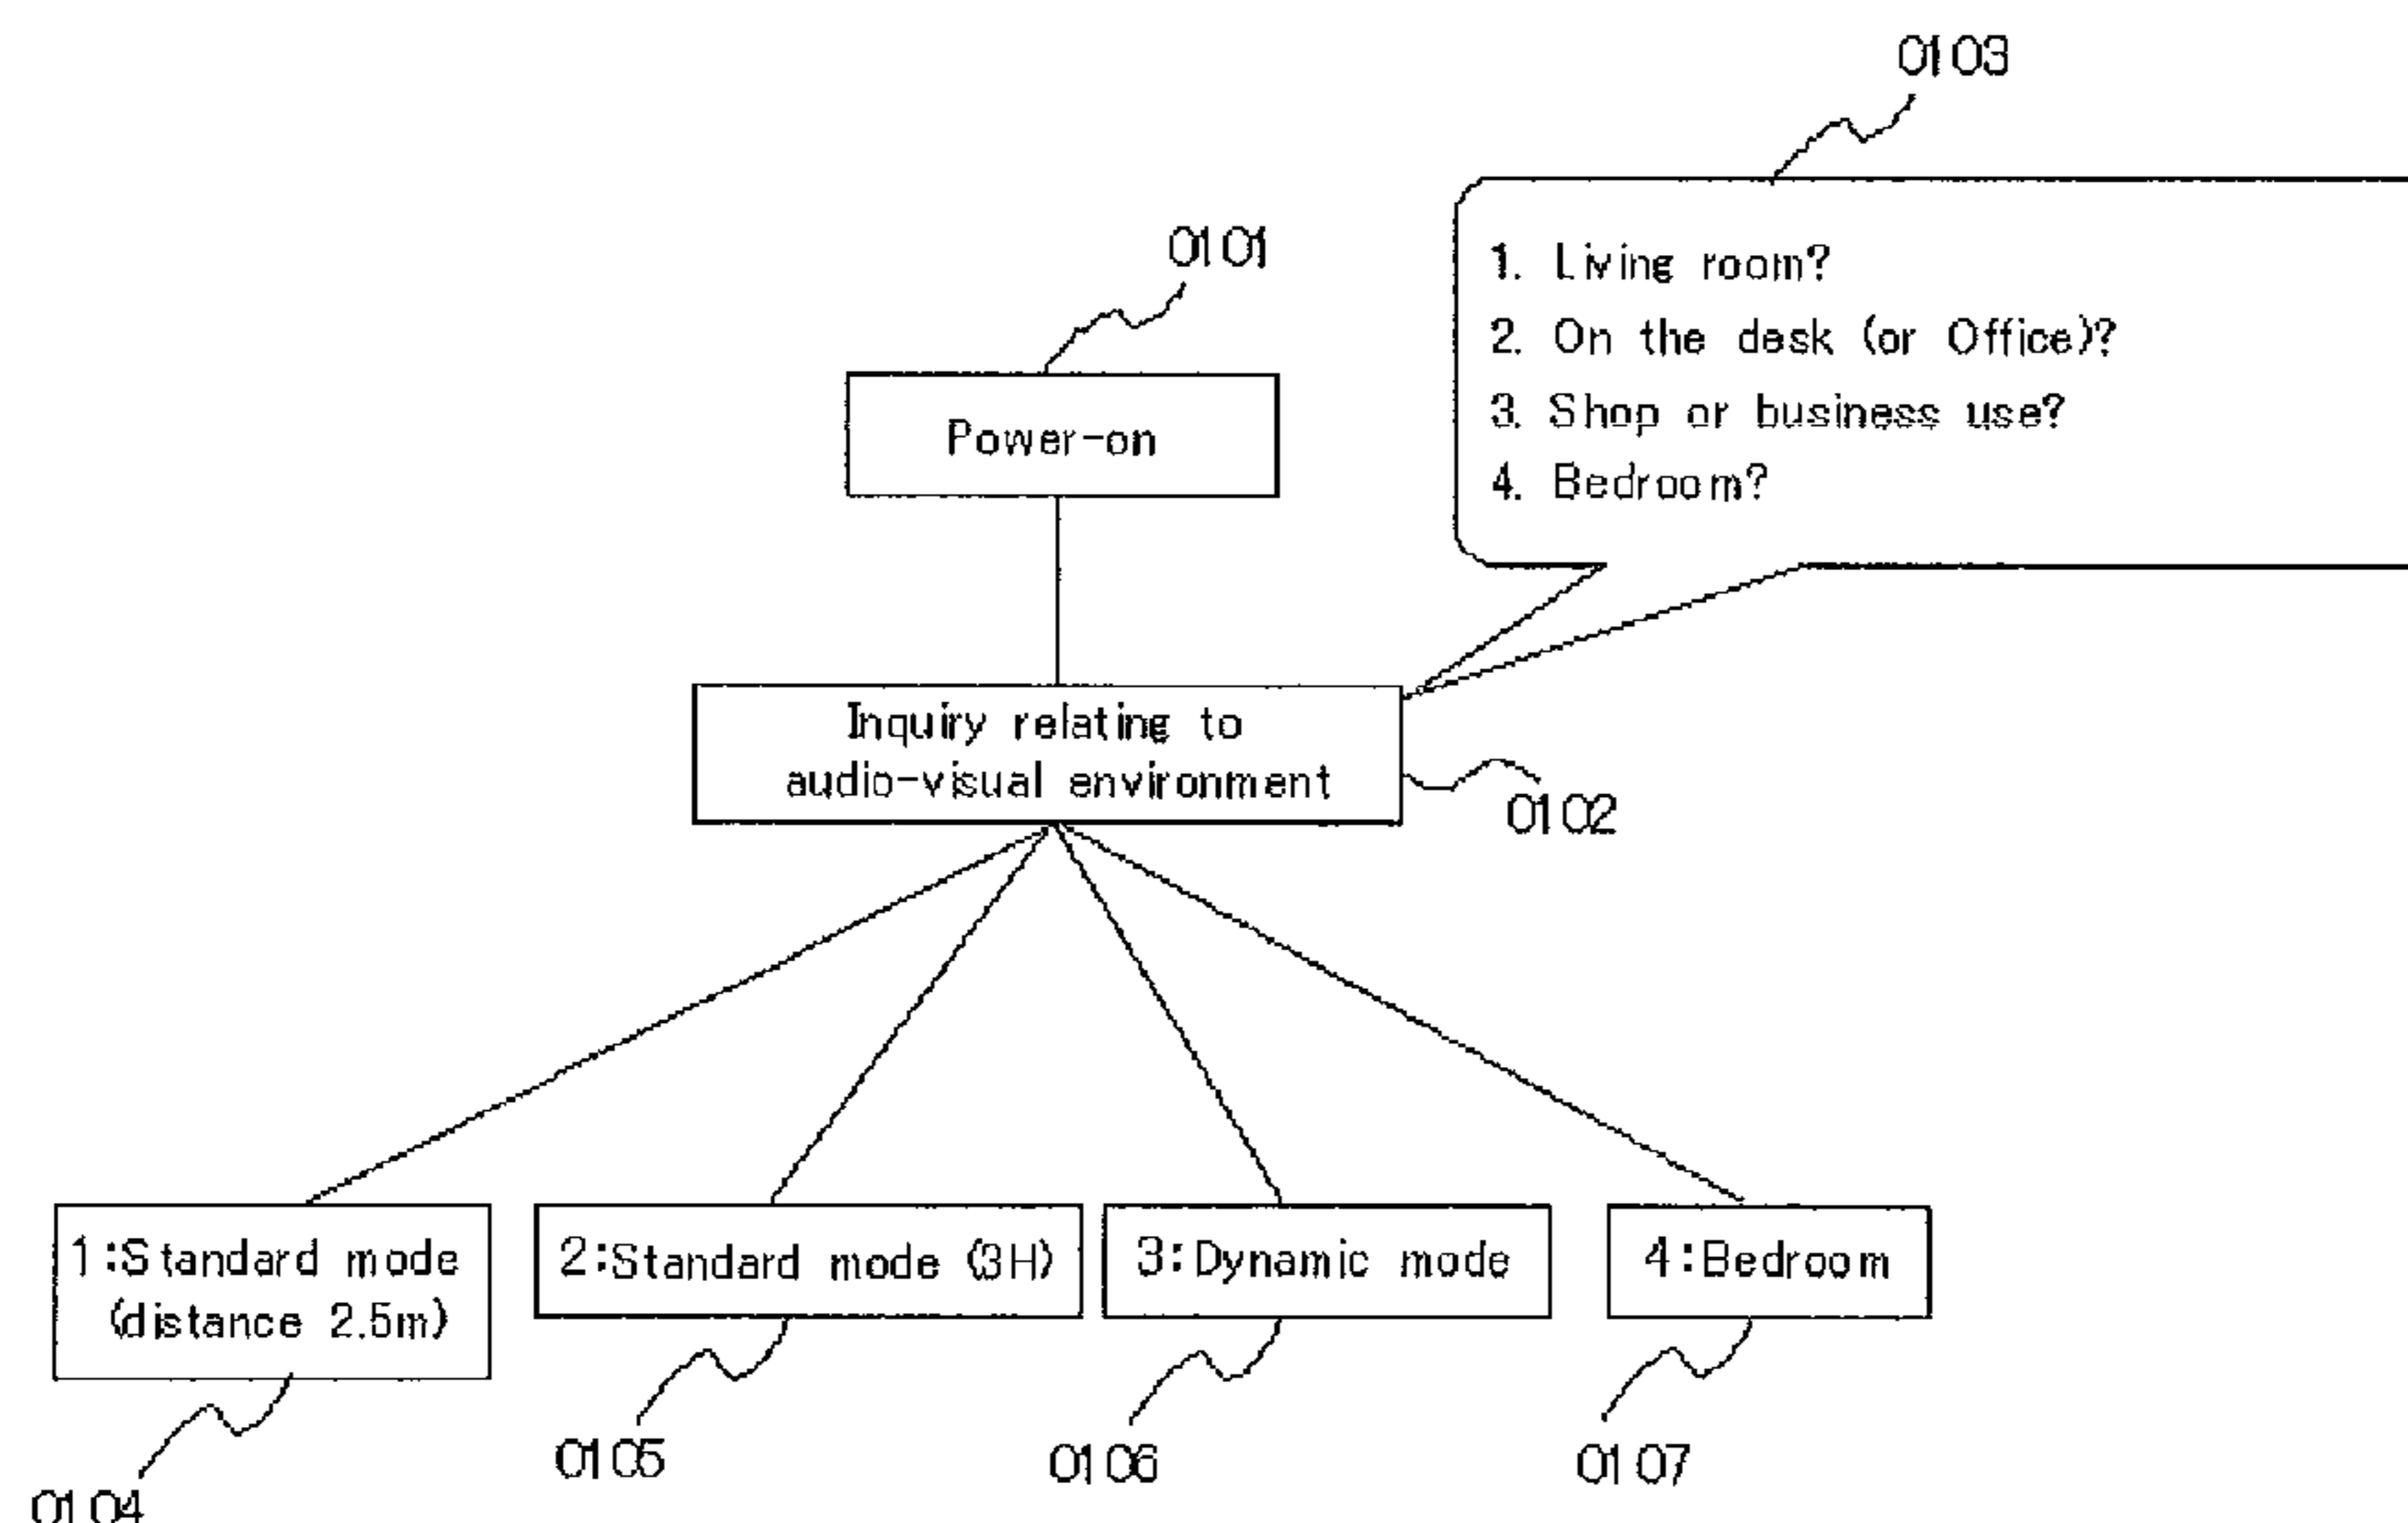 0103
0101
1. Living room?
2. On the desk (or Office)?
3. Shop or business use?
4. Bedroom?
Power-on
Inquiry relating to
audio-visual environment
0102
1:Standard mode
(distance 2.5m)
2:Standard mode (3H)
3:Dynamic mode
4:Bedroom
0104
0105
0106
0107